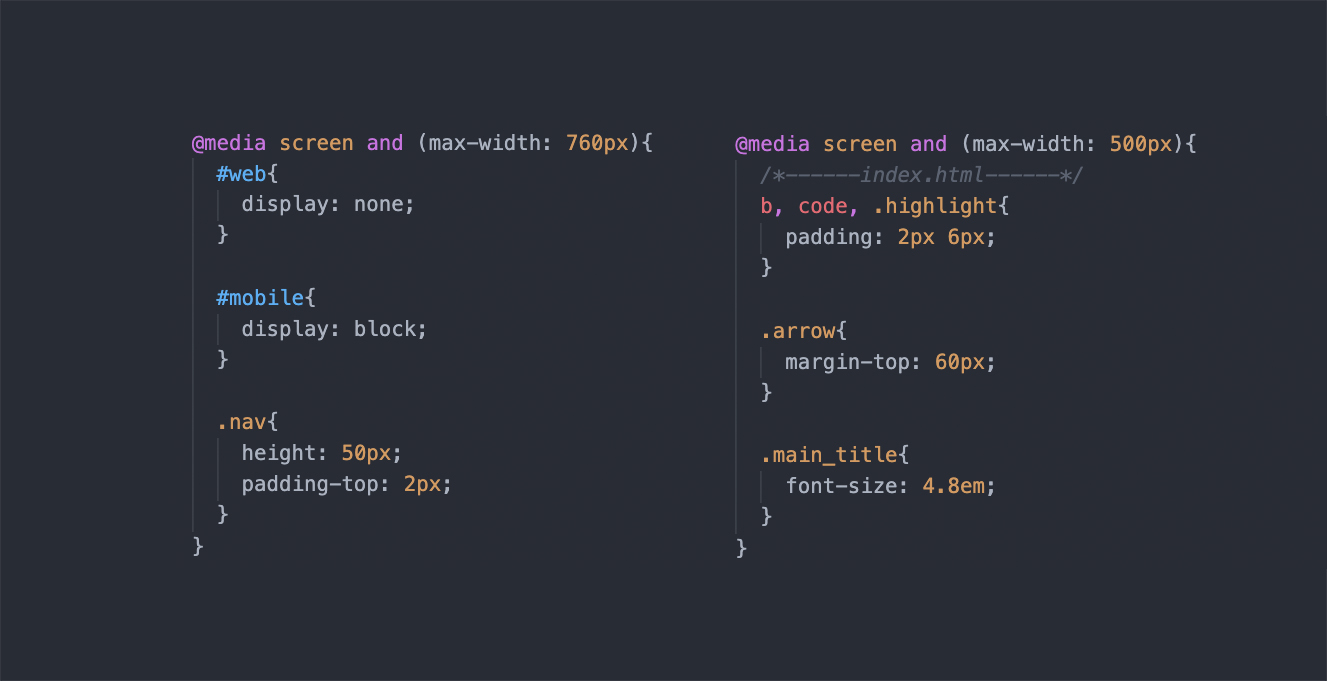 @media screen and (max-width: 760px){
#web{
display: none;
}
#mobile{
display: block;
}
.nav{
height: 50px;
padding-top: 2px;
}
}
@media screen and (max-width: 500px){
/*------index.html------*/
b, code, .highlight{
padding: 2px 6px;
}
.arrow{
margin-top: 60px;
}
.main_title{
font-size: 4.8em;
}
}